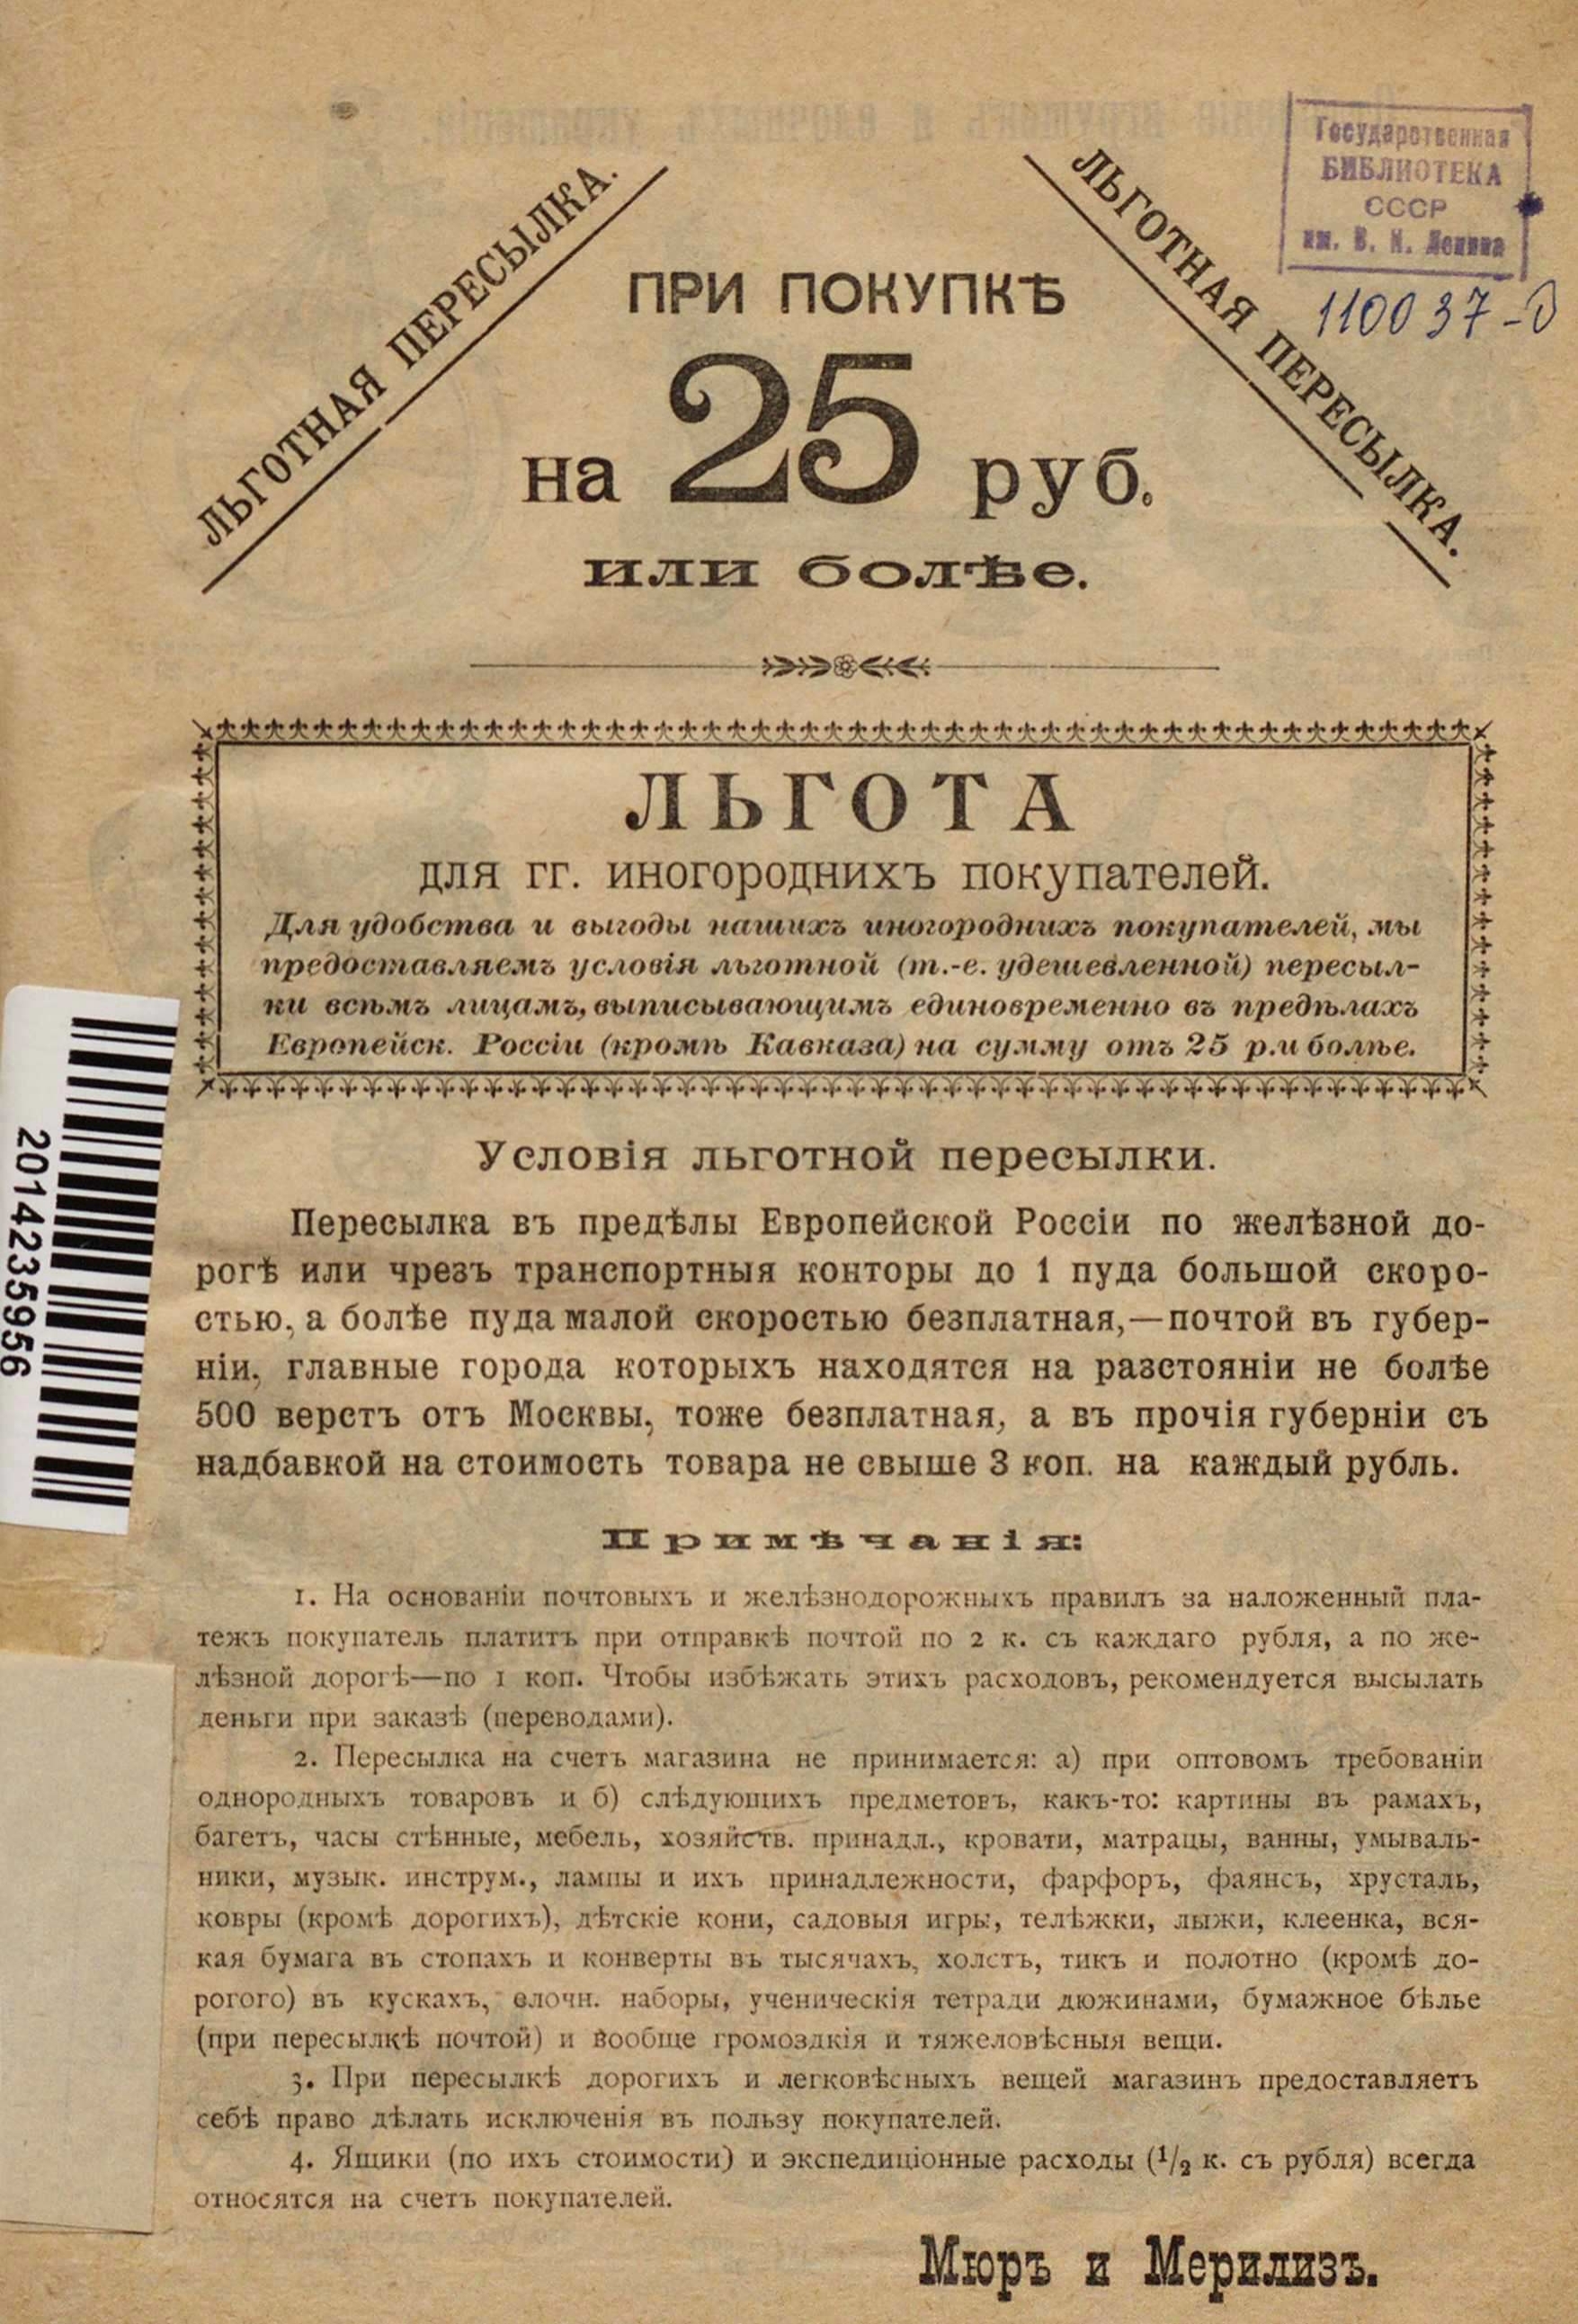 Государственная
БИБЛИОТЕКА
СССР
им. В. И. Ленина
110037-
ЛЬГОТНАЯ ПЕРЕСЫЛКА.
ЛЬГОТНАЯ ПЕРЕСЫЛКА.
ПРИ ПОКУПКѢ
на 25 руб.
или болѣе.
ЛЬГОТА
для гг. иногороднихъ покупателей.
Для удобства и выгоды нашихъ иногороднихъ покупателей, мы
предоставляемъ условія льготной (т.-е. удешевленной) пересыл-
ки всѣмъ лицамъ, выписывающимъ единовременно въ предѣлахъ
Европейск. Россіи (кромѣ Кавказа) на сумму отъ 25 р. и болѣе.
Условія льготной пересылки.
Пересылка въ предѣлы Европейской Россіи по желѣзной до-
рогѣ или чрезъ транспортныя конторы до 1 пуда большой скоро-
стью, а болѣе пуда малой скоростью безплатная,—почтой въ губер-
ніи, главные города которыхъ находятся на разстояніи не болѣе
500 верстъ отъ Москвы, тоже безплатная, а въ прочія губерніи съ
надбавкой на стоимость товара не свыше 3 коп. на каждый рубль.
Примѣчанія:
1. На основаніи почтовыхъ и желѣзнодорожныхъ правилъ за наложенный пла-
тежъ покупатель платитъ при отправкѣ почтой по 2 к. съ каждаго рубля, а по же-
лѣзной дорогѣ—по 1 коп. Чтобы избѣжать этихъ расходовъ, рекомендуется высылать
деньги при заказѣ (переводами).
2. Пересылка на счетъ магазина не принимается: а) при оптовомъ требованіи
однородныхъ товаровъ и б) слѣдующихъ предметовъ, какъ-то: картины въ рамахъ,
багетъ, часы стѣнные, мебель, хозяйств. принадл., кровати, матрацы, ванны, умываль-
ники, музык. инструм., лампы и ихъ принадлежности, фарфоръ, фаянсъ, хрусталь,
ковры (кромѣ дорогихъ), дѣтскіе кони, садовыя игры, телѣжки, лыжи, клеенка, вся-
кая бумага въ стопахъ и конверты въ тысячахъ, холстъ, тикъ и полотно (кромѣ до-
рогого) въ кускахъ, елочн. наборы, ученическія тетради дюжинами, бумажное бѣлье
(при пересылкѣ почтой) и вообще громоздкія и тяжеловѣсныя вещи.
3. При пересылкѣ дорогихъ и легковѣсныхъ вещей магазинъ предоставляетъ
себѣ право дѣлать исключенія въ пользу покупателей.
4. Ящики (по ихъ стоимости) и экспедиціонные расходы (1/2 к. съ рубля) всегда
относятся на счетъ покупателей.
Мюръ и Мерилизъ.
2014235956